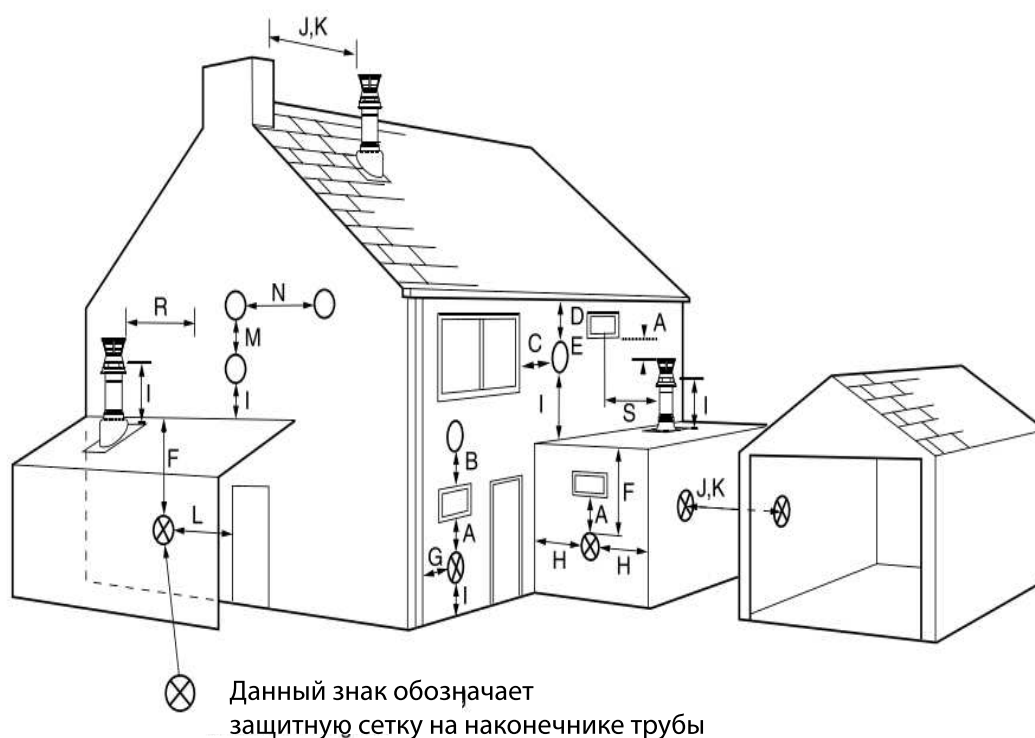 J,K
R
N
M
I
I
F
L
D
E
C
A
I
S
I
B
A
G
I
F
A
H
H
J,K
Данный знак обозначает
защитную сетку на наконечнике трубы